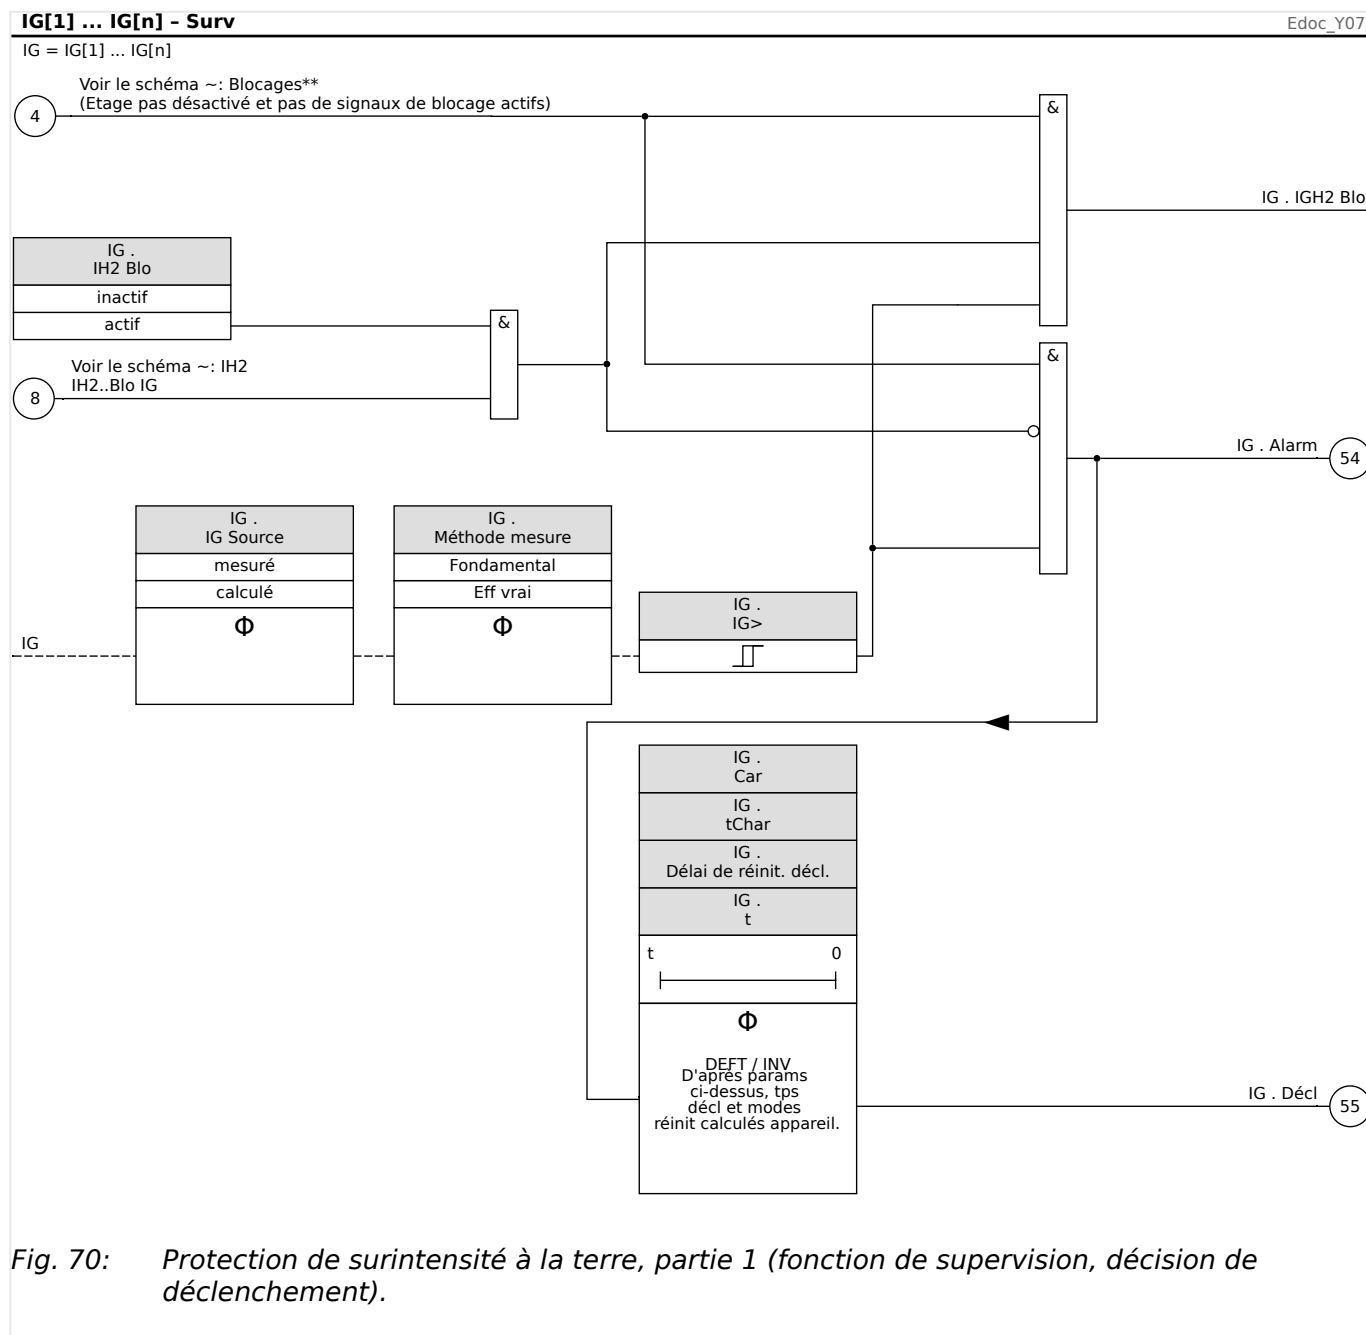 IG[1] ... IG[n] – Surv
Edoc_Y07
IG = IG[1] ... IG[n]
Voir le schéma ~: Blocages**
(Etage pas désactivé et pas de signaux de blocage actifs)
4
&
IG . IGH2 Blo
IG .
IH2 Blo
inactif
actif
&
&
Voir le schéma ~: IH2
IH2..Blo IG
8
IG . Alarm
54
IG .
IG Source
mesuré
calculé
Φ
IG .
Méthode mesure
Fondamental
Eff vrai
Φ
IG .
IG>
IG
IG .
Car
IG .
tChar
IG .
Délai de réinit. décl.
IG .
t
t
0
Φ
DEFT / INV
D'après params
ci-dessus, tps
décl et modes
réinit calculés appareil.
IG . Décl
55
Fig. 70: Protection de surintensité à la terre, partie 1 (fonction de supervision, décision de
déclenchement).